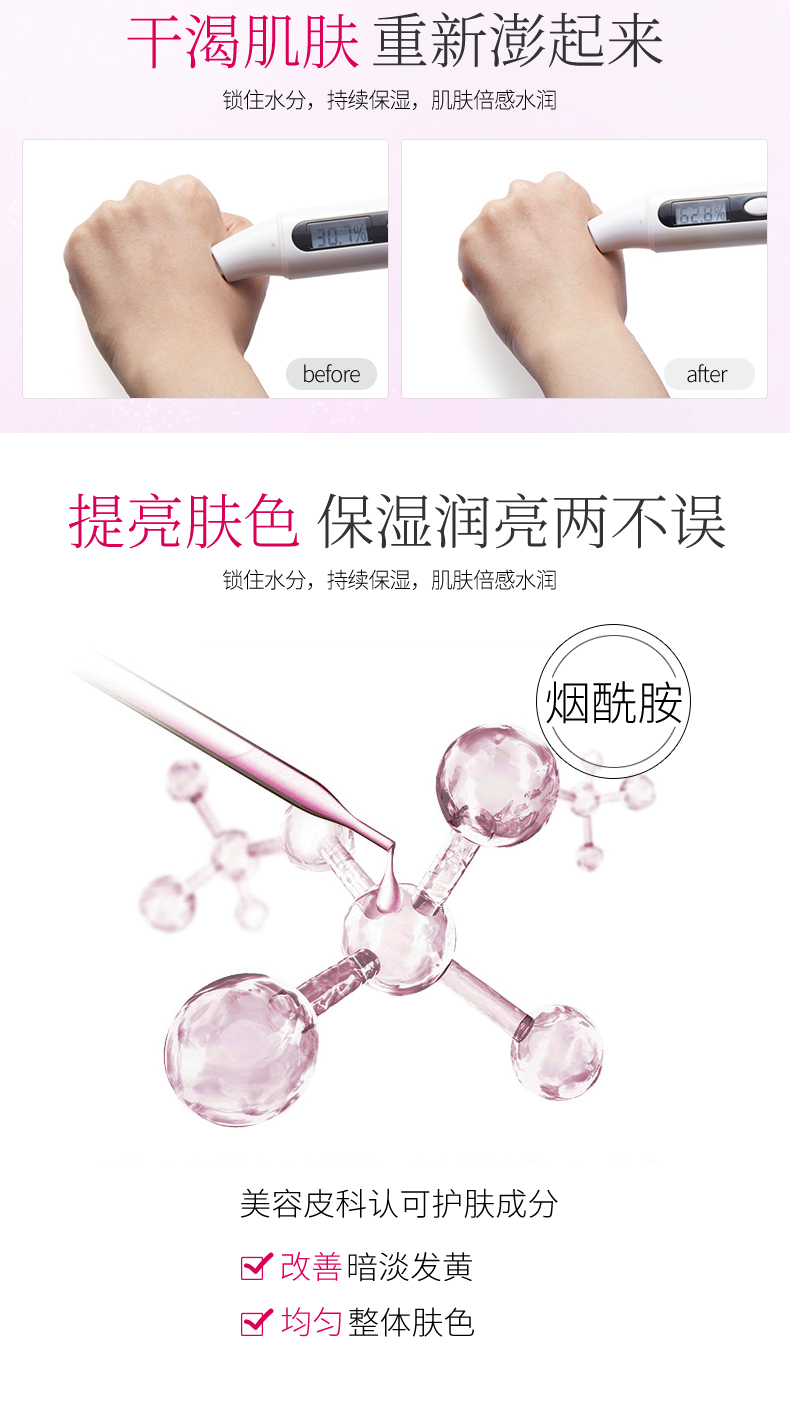 干渴肌肤 重新澎起来
锁住水分，持续保湿，肌肤倍感水润
30.7%
62.8%
before
after
提亮肤色 保湿润亮两不误
锁住水分，持续保湿，肌肤倍感水润
烟酰胺
美容皮科认可护肤成分
改善暗淡发黄
均匀整体肤色